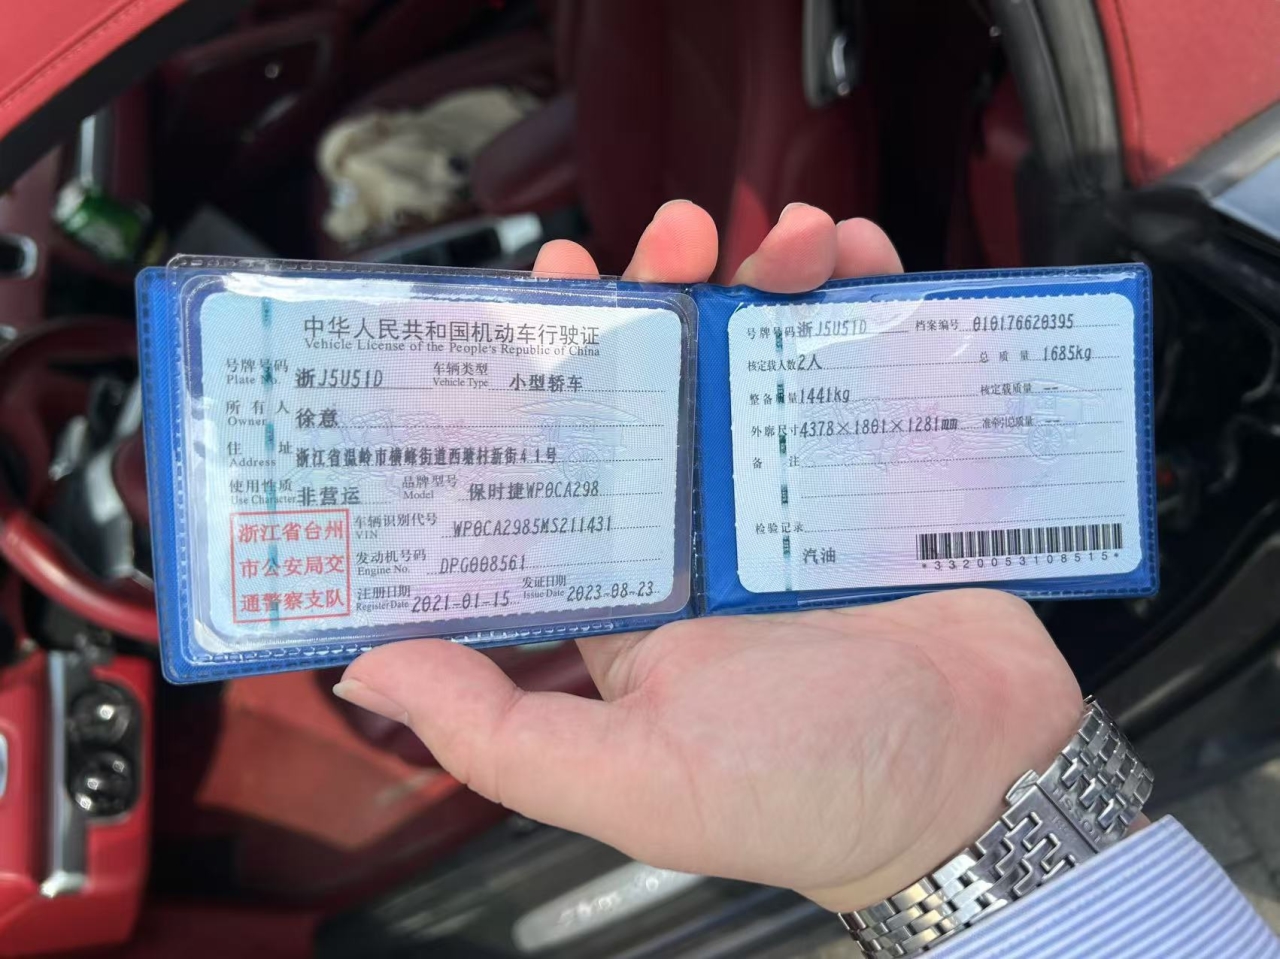 中华人民共和国机动车行驶证
Vehicle License of the People's Republic of China
号牌号码 浙J5U51D 车辆类型 小型轿车
Plate No. Vehicle Type
所有人 徐意
Owner
住址 浙江省温岭市横峰街道西塘村新街41号
Address
使用性质 非营运 品牌型号 保时捷WP0CA298
Use Character Model
浙江省台州
市公安局交
通警察支队
车辆识别代号 WP0CA2985MS211431
VIN
发动机号码 DPG008561
Engine No.
注册日期 2021-01-15 发证日期 2023-08-23
Register Date Issue Date
号牌号码 浙J5U51D 档案编号 010176620395
核定载人数 2人 总质量 1685kg
整备质量 1441kg 核定载质量 --
外廓尺寸 4378×1801×1281mm 准牵引总质量 --
备注
检验记录
汽油
*3320053108515*